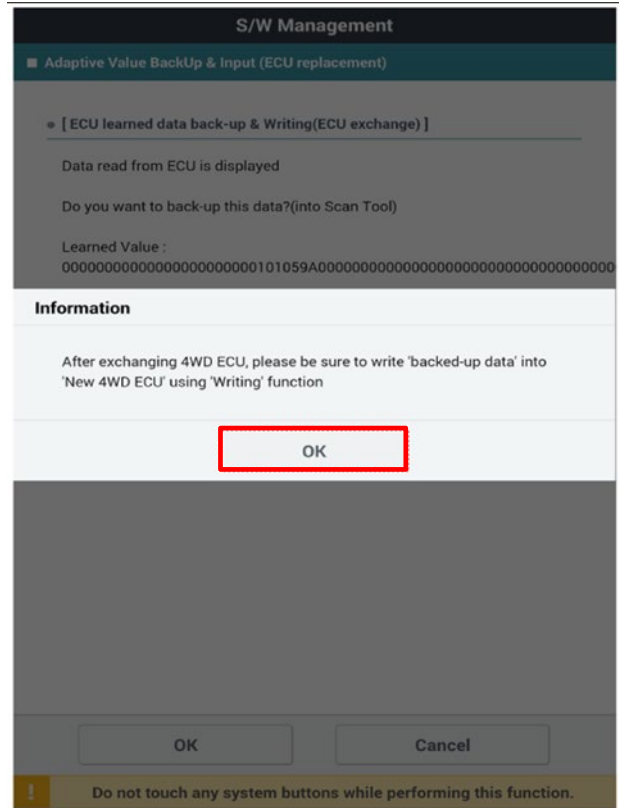 S/W Management
■ Adaptive Value BackUp & Input (ECU replacement)
[ ECU learned data back-up & Writing(ECU exchange) ]
Data read from ECU is displayed
Do you want to back-up this data?(into Scan Tool)
Learned Value :
Information
After exchanging 4WD ECU, please be sure to write 'backed-up data' into
'New 4WD ECU' using 'Writing' function
OK
OK Cancel
! Do not touch any system buttons while performing this function.